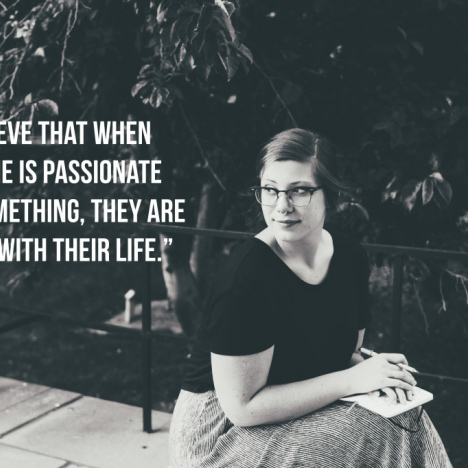 EVE THAT WHEN
E IS PASSIONATE
METHING, THEY ARE
WITH THEIR LIFE.”